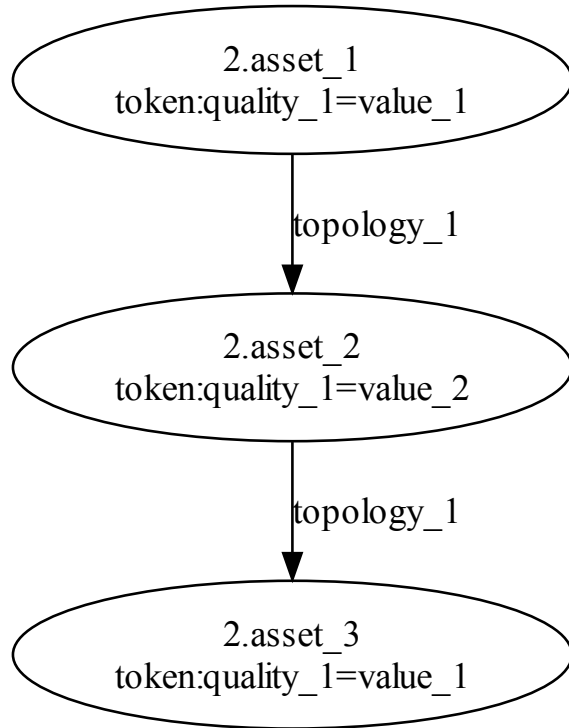 2.asset_1
token:quality_1=value_1
topology_1
2.asset_2
token:quality_1=value_2
topology_1
2.asset_3
token:quality_1=value_1